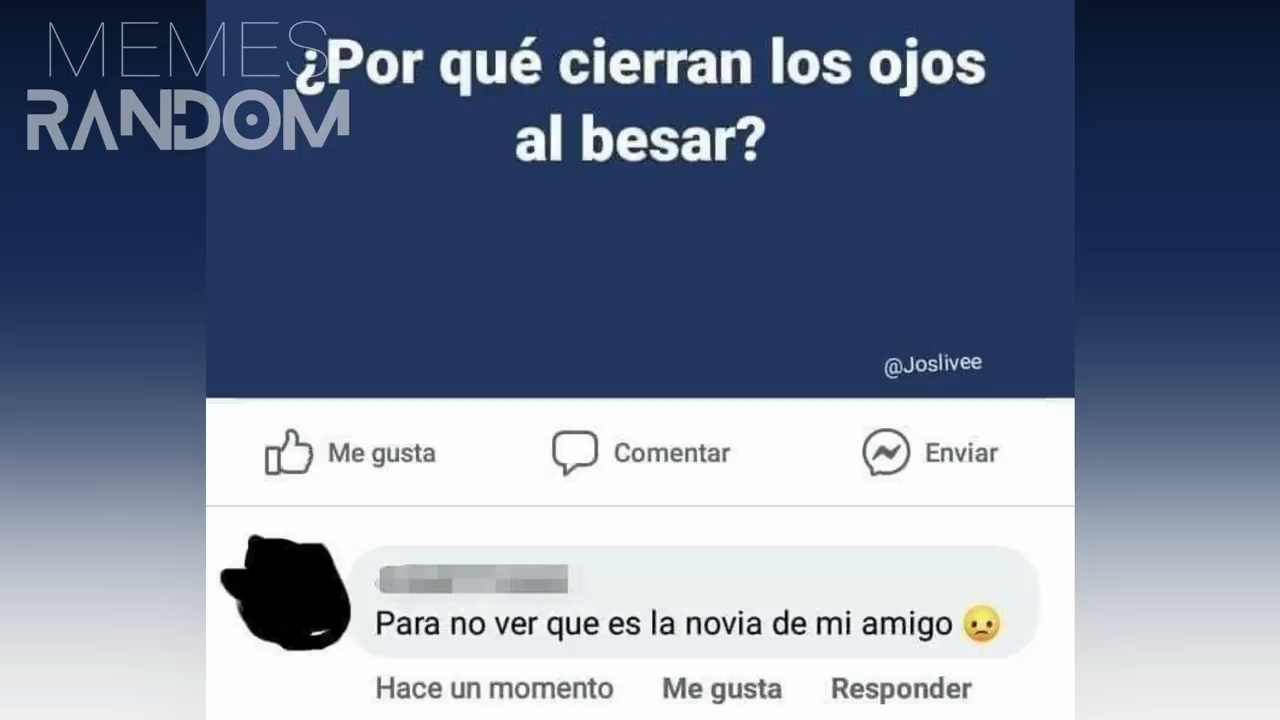 MEMES
RANDOM
¿Por qué cierran los ojos
al besar?
@Joslivee
Me gusta
Comentar
Enviar
Para no ver que es la novia de mi amigo 😞
Hace un momento
Me gusta
Responder